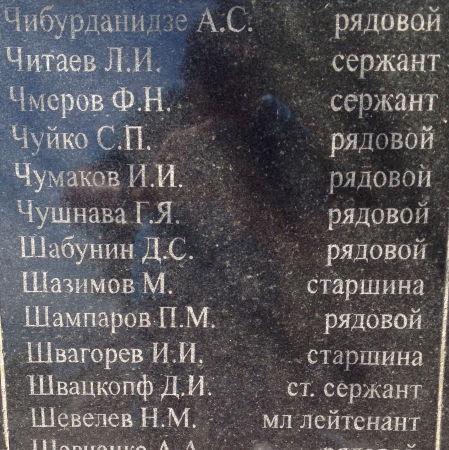 Чибурданидзе А.С. рядовой
Читаев Л.И. сержант
Чмеров Ф.Н. сержант
Чуйко С.П. рядовой
Чумаков И.И. рядовой
Чушнава Г.Я. рядовой
Шабунин Д.С. рядовой
Шазимов М. старшина
Шампаров П.М. рядовой
Швагорев И.И. старшина
Швацкопф Д.И. ст. сержант
Шевелев Н.М. мл лейтенант